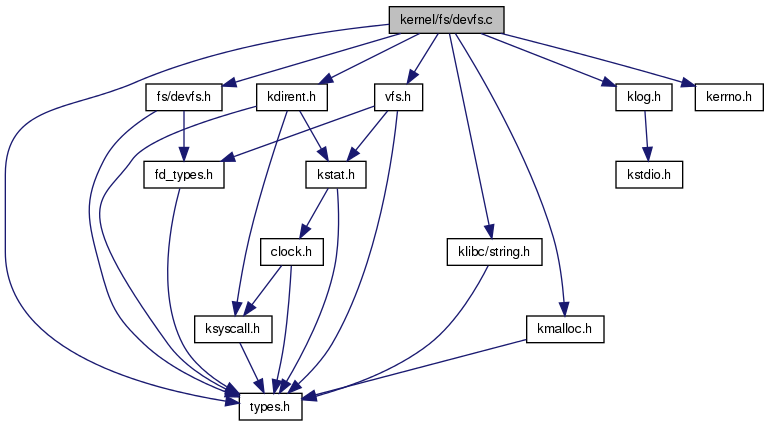 kernel/fs/devfs.c
fs/devfs.h
kdirent.h
vfs.h
klog.h
kerrno.h
fd_types.h
kstat.h
kstdio.h
clock.h
klibc/string.h
ksyscall.h
kmalloc.h
types.h